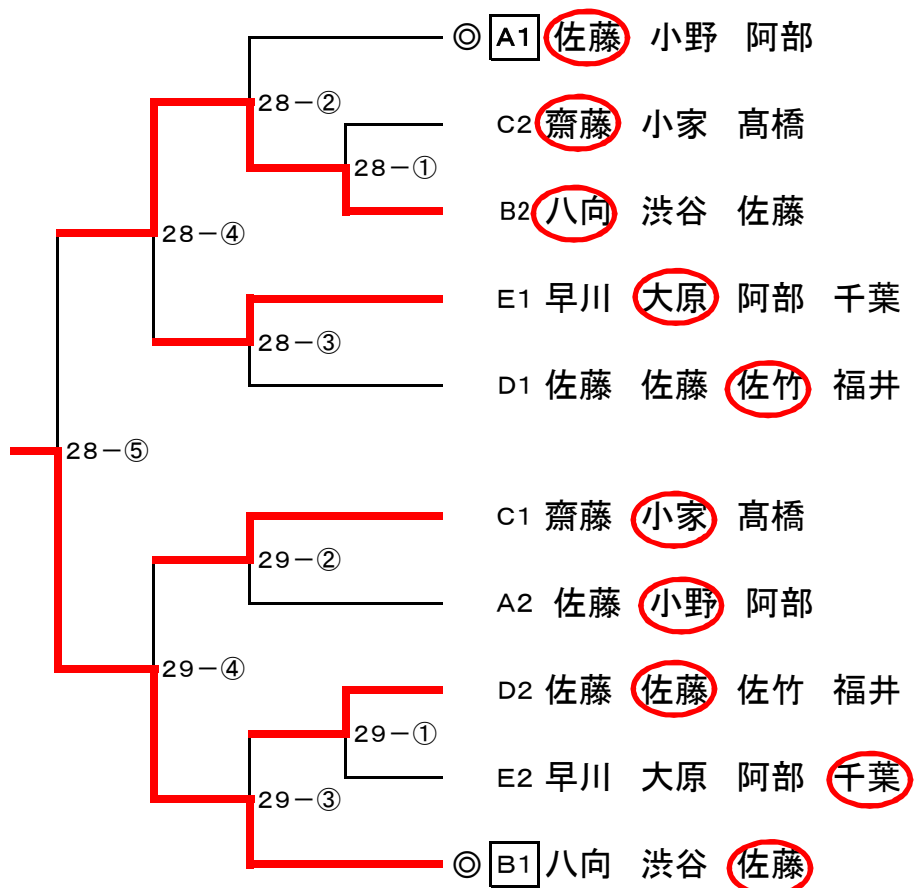 ◎ A1 佐藤 小野 阿部
28-②
C2 齋藤 小家 髙橋
28-①
B2 八向 渋谷 佐藤
28-④
E1 早川 大原 阿部 千葉
28-③
D1 佐藤 佐藤 佐竹 福井
28-⑤
C1 齋藤 小家 髙橋
29-②
A2 佐藤 小野 阿部
29-④
D2 佐藤 佐藤 佐竹 福井
29-①
E2 早川 大原 阿部 千葉
29-③
◎ B1 八向 渋谷 佐藤